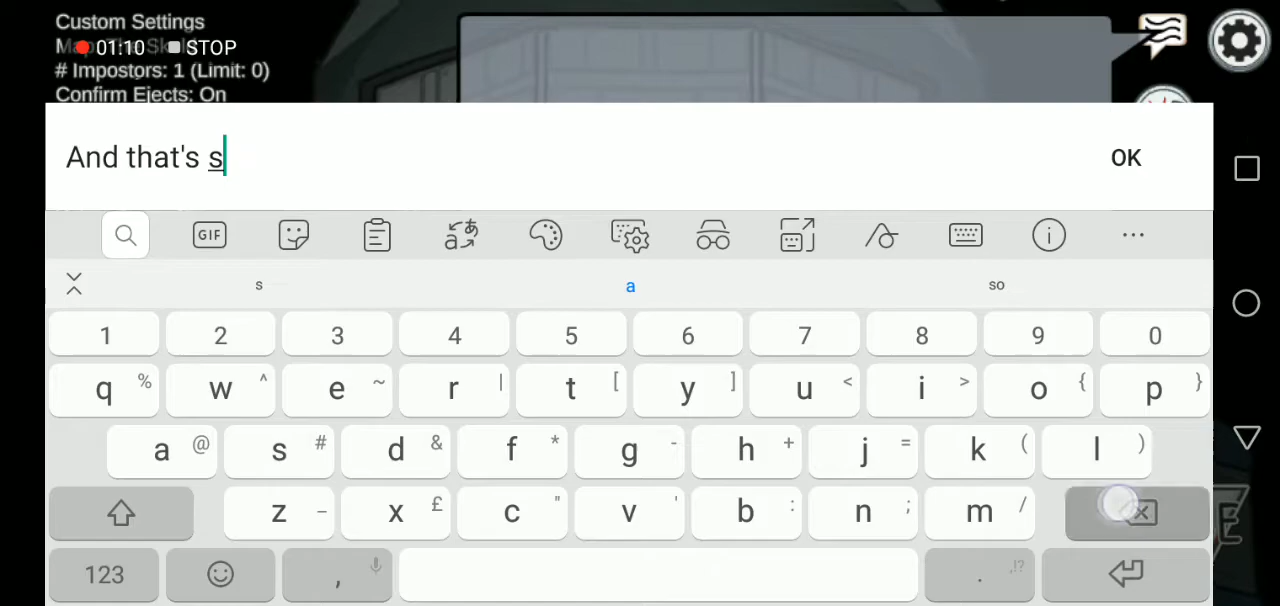 Custom Settings
01:10 STOP
# Impostors: 1 (Limit: 0)
Confirm Ejects: On
And that's s
OK
GIF
s a so
1 2 3 4 5 6 7 8 9 0
q % w ^ e ~ r | t [ y ] u < i > o { p }
a @ s # d & f * g - h + j = k ( l )
z _ x £ c " v ' b : n ; m /
123 , . ,!?